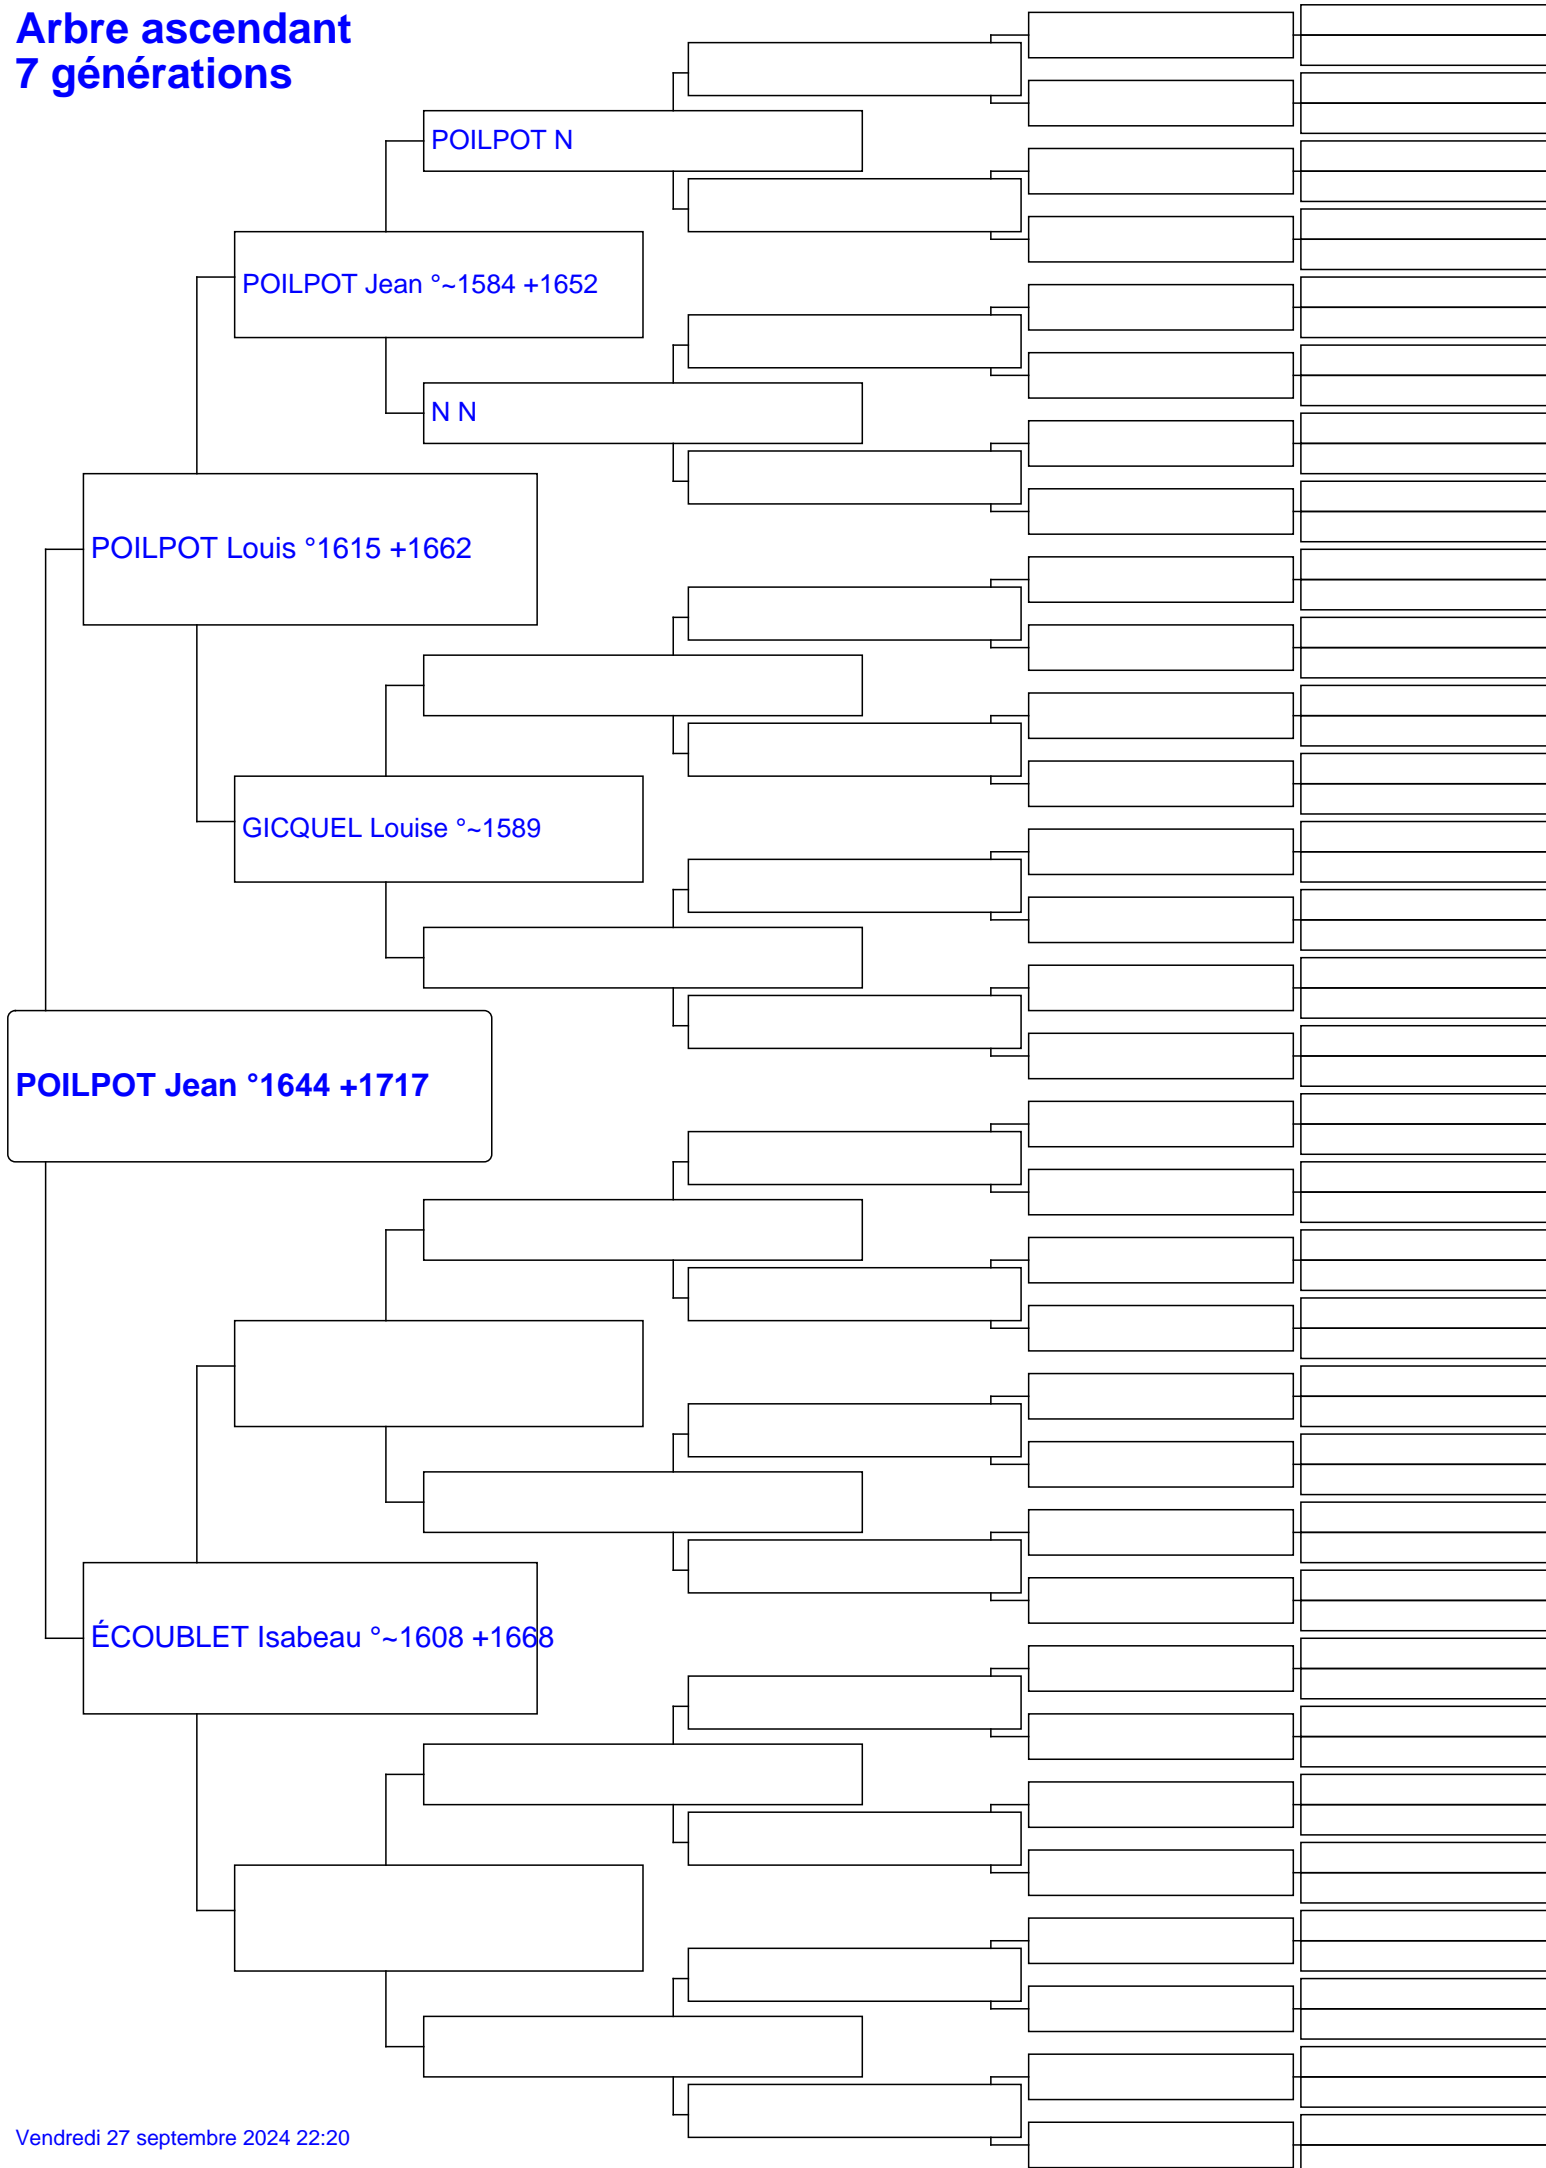 Arbre ascendant
7 générations
POILPOT N
POILPOT Jean °~1584 +1652
N N
POILPOT Louis °1615 +1662
GICQUEL Louise °~1589
POILPOT Jean °1644 +1717
ÉCOUBLET Isabeau °~1608 +1668
Vendredi 27 septembre 2024 22:20